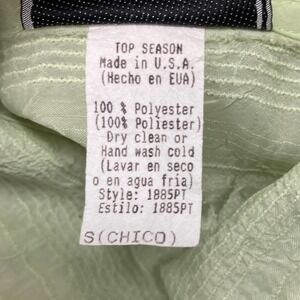 TOP SEASON
Made in U.S.A.
(Hecho en EUA)
100 % Polyester
(100% Poliester)
Dry clean or
Hand wash cold
(Lavar en seco
o en agua fria)
Style: 1885PT
Estilo: 1885PT
S(CHICO)